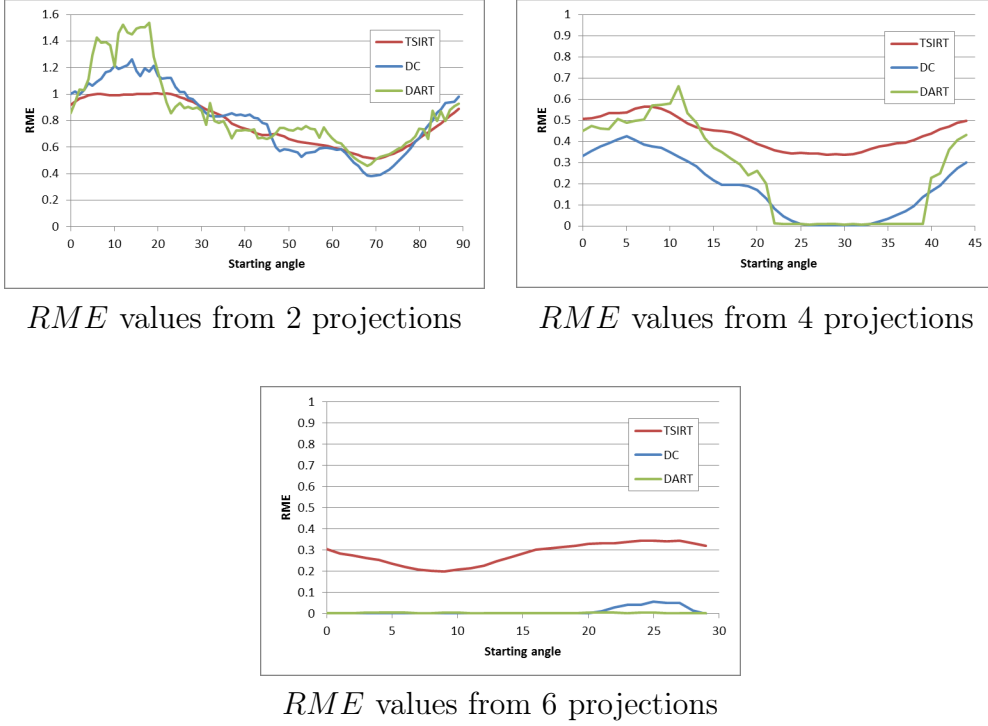 1.6
1.4
1.2
1
0.8
0.6
0.4
0.2
0
RME
TSIRT
DC
DART
0 10 20 30 40 50 60 70 80 90
Starting angle
RME values from 2 projections
1
0.9
0.8
0.7
0.6
0.5
0.4
0.3
0.2
0.1
0
RME
TSIRT
DC
DART
0 5 10 15 20 25 30 35 40 45
Starting angle
RME values from 4 projections
1
0.9
0.8
0.7
0.6
0.5
0.4
0.3
0.2
0.1
0
RME
TSIRT
DC
DART
0 5 10 15 20 25 30
Starting angle
RME values from 6 projections